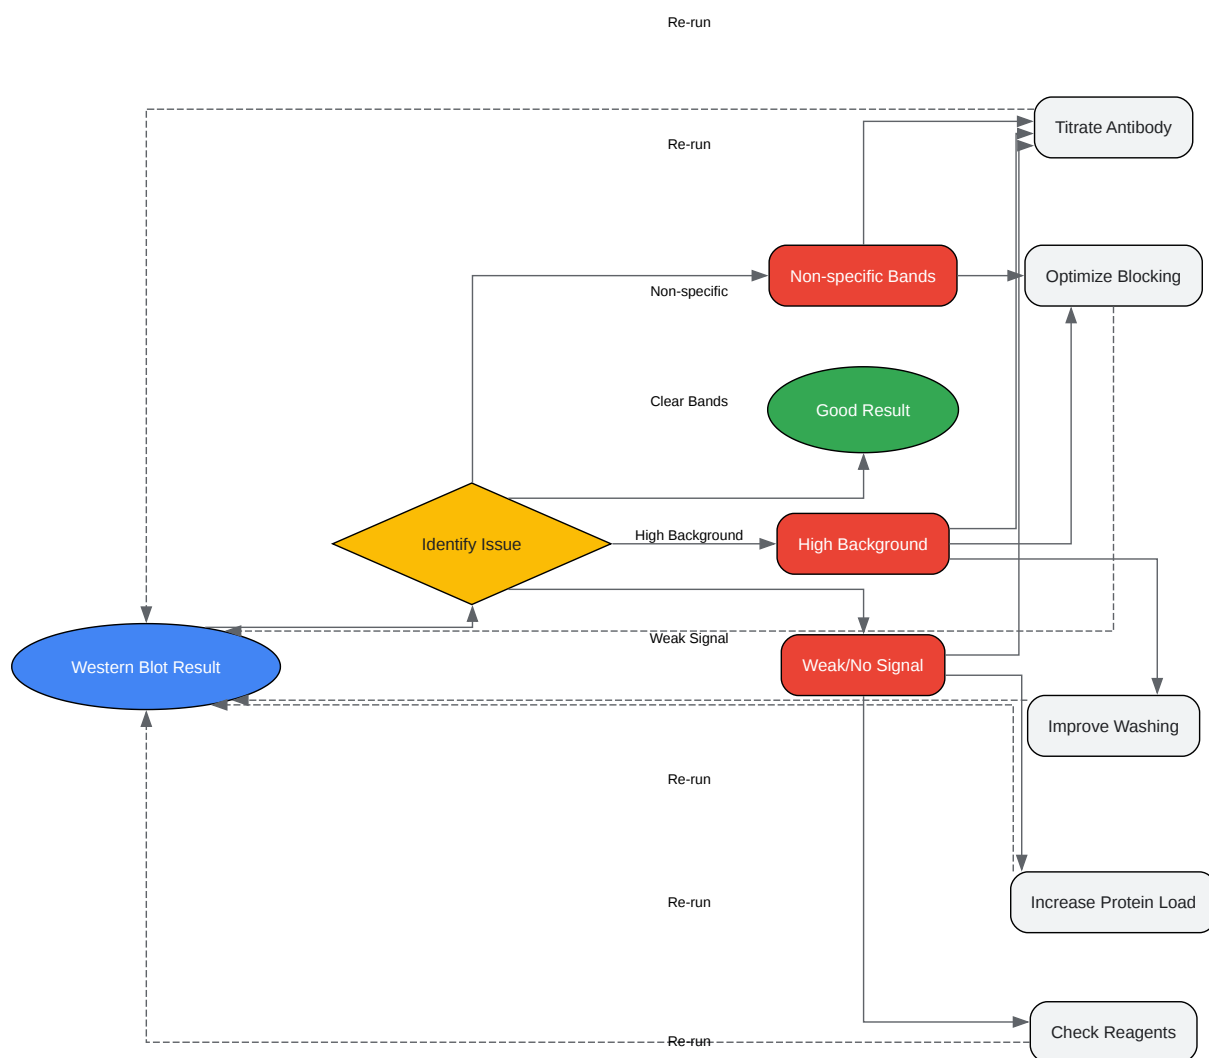 Re-run
Titrate Antibody
Re-run
Non-specific Bands
Optimize Blocking
Non-specific
Clear Bands
Good Result
High Background
Identify Issue
High Background
Weak Signal
Western Blot Result
Weak/No Signal
Improve Washing
Re-run
Re-run
Increase Protein Load
Check Reagents
Re-run